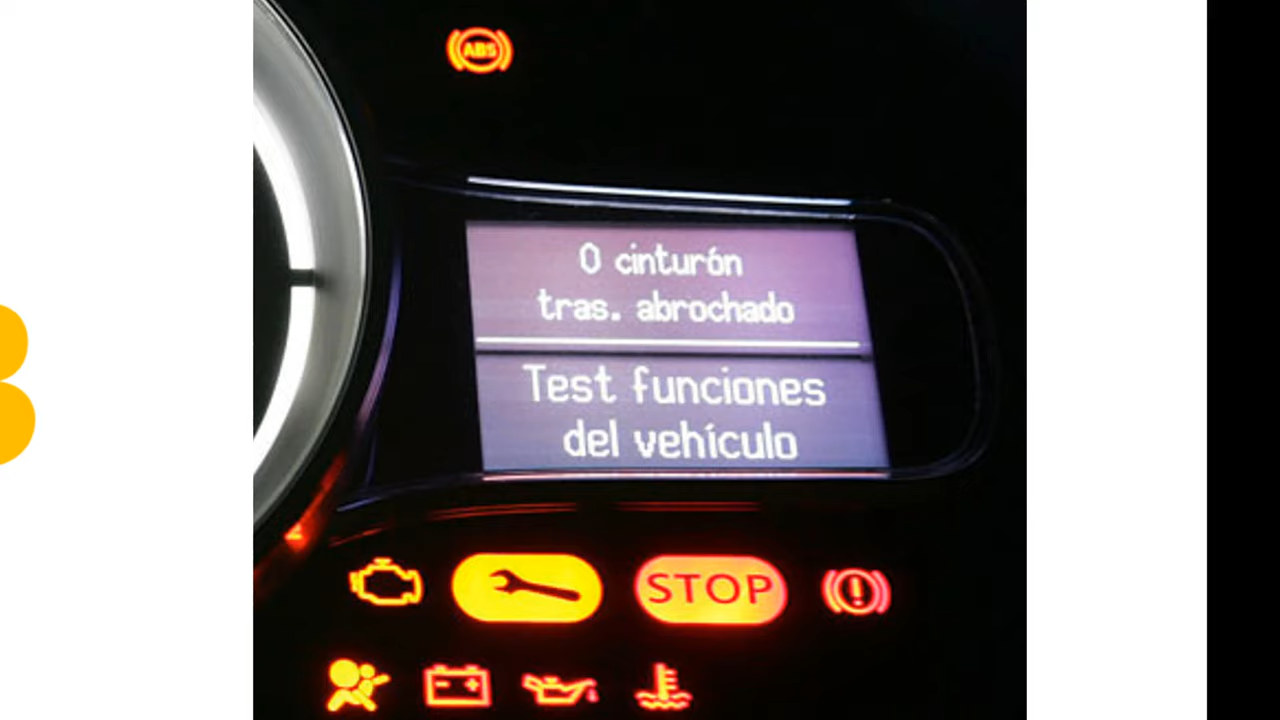 ABS
0 cinturón
tras. abrochado
Test funciones
del vehículo
STOP